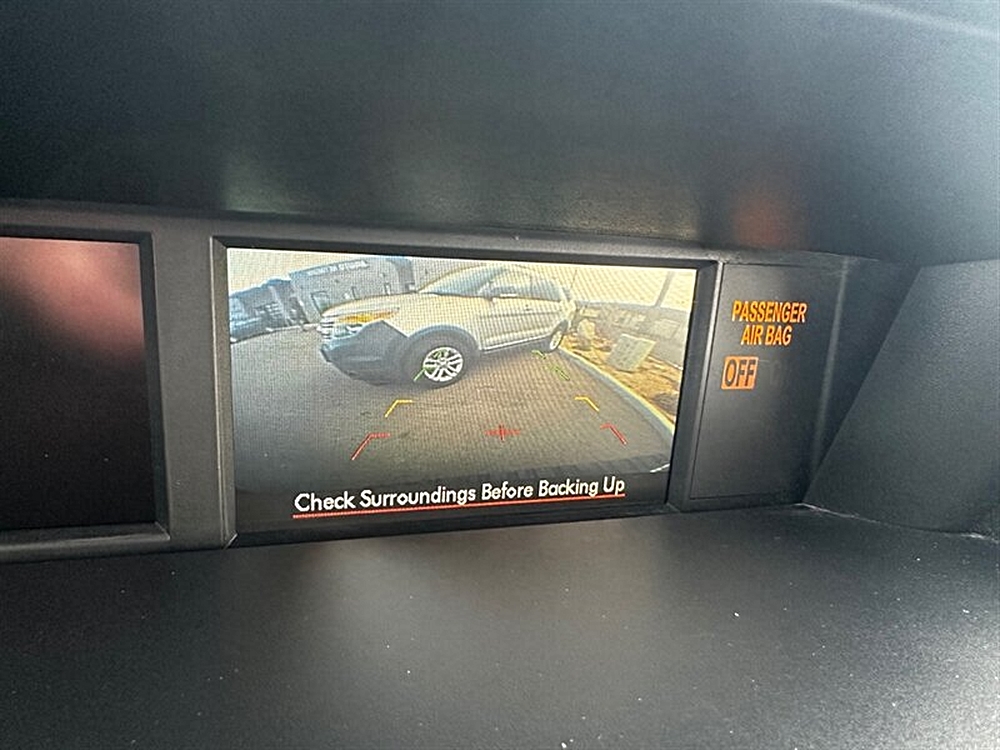 Check Surroundings Before Backing Up
PASSENGER
AIR BAG
OFF